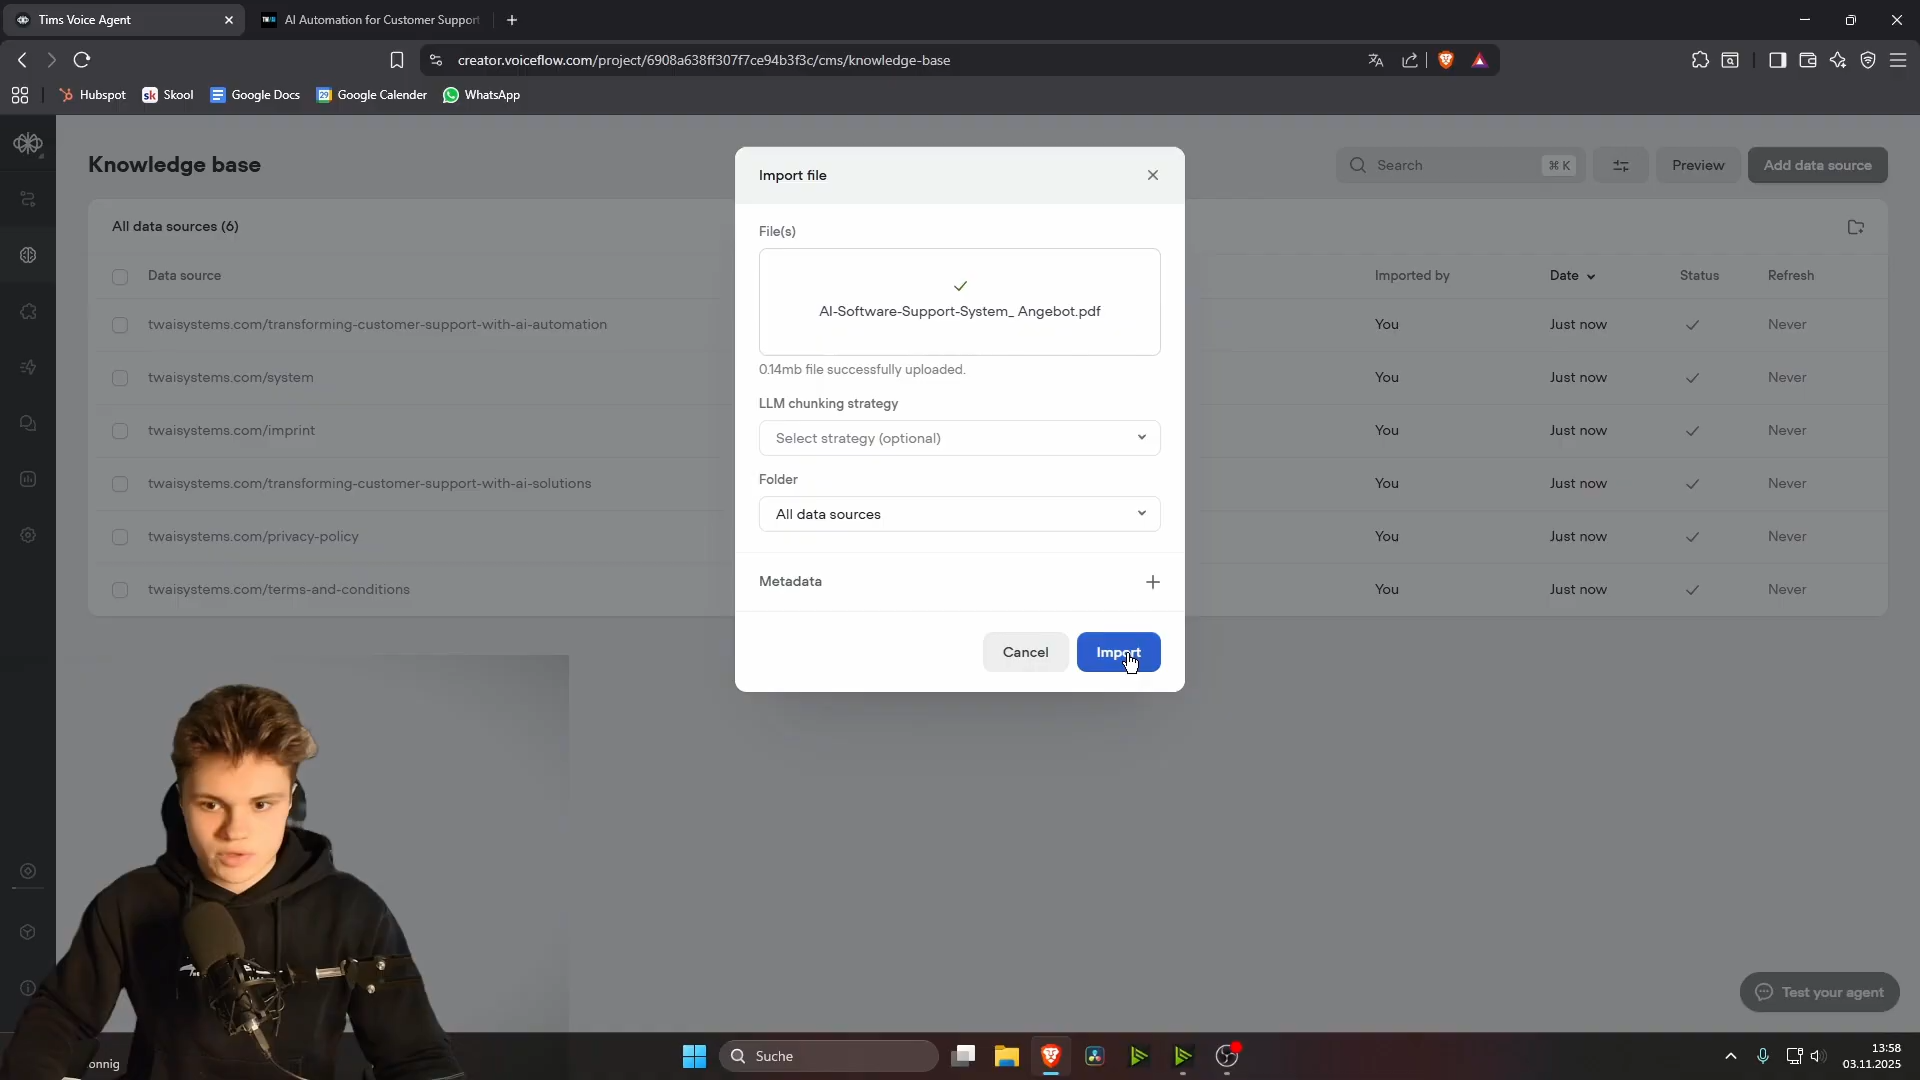 Tims Voice Agent
AI Automation for Customer Support
creator.voiceflow.com/project/6908a638ff307f7ce94b3f3c/cms/knowledge-base
Hubspot
sk Skool
Google Docs
Google Calender
WhatsApp
Knowledge base
Search
⌘ K
Preview
Add data source
All data sources (6)
Data source
Imported by
Date
Status
Refresh
twaisystems.com/transforming-customer-support-with-ai-automation
You
Just now
Never
twaisystems.com/system
You
Just now
Never
twaisystems.com/imprint
You
Just now
Never
twaisystems.com/transforming-customer-support-with-ai-solutions
You
Just now
Never
twaisystems.com/privacy-policy
You
Just now
Never
twaisystems.com/terms-and-conditions
You
Just now
Never
Import file
File(s)
AI-Software-Support-System_ Angebot.pdf
0.14mb file successfully uploaded.
LLM chunking strategy
Select strategy (optional)
Folder
All data sources
Metadata
Cancel
Import
Test your agent
onnig
Suche
13:58
03.11.2025